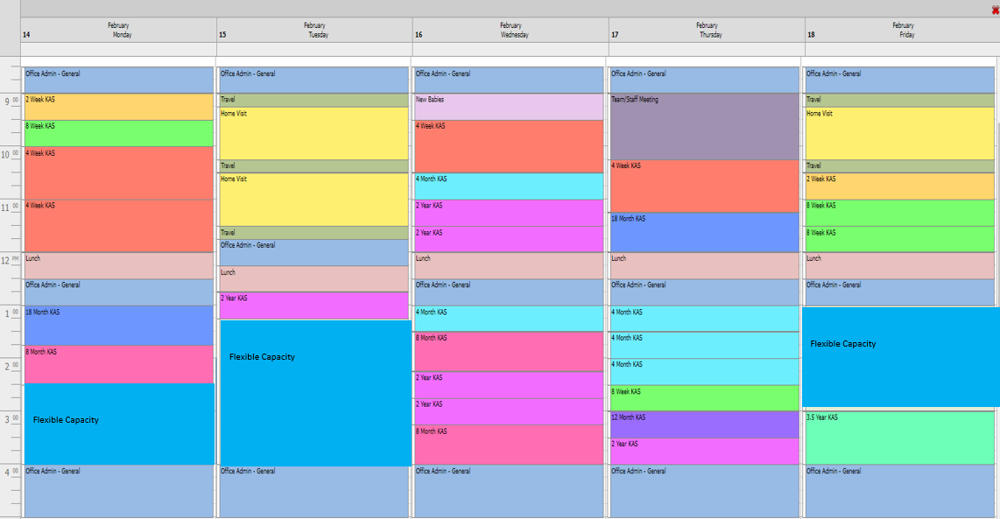 February
14 Monday
February
15 Tuesday
February
16 Wednesday
February
17 Thursday
February
18 Friday
9 00
10 00
11 00
12 PM
1 00
2 00
3 00
4 00
Office Admin - General
2 Week KAS
8 Week KAS
4 Week KAS
4 Week KAS
Lunch
Office Admin - General
18 Month KAS
8 Month KAS
Flexible Capacity
Office Admin - General
Office Admin - General
Travel
Home Visit
Travel
Home Visit
Travel
Office Admin - General
Lunch
2 Year KAS
Flexible Capacity
Office Admin - General
Office Admin - General
New Babies
4 Week KAS
4 Month KAS
2 Year KAS
2 Year KAS
Lunch
Office Admin - General
4 Month KAS
8 Month KAS
2 Year KAS
2 Year KAS
8 Month KAS
Office Admin - General
Office Admin - General
Team/Staff Meeting
4 Week KAS
18 Month KAS
Lunch
Office Admin - General
4 Month KAS
4 Month KAS
4 Month KAS
8 Week KAS
12 Month KAS
2 Year KAS
Office Admin - General
Office Admin - General
Travel
Home Visit
Travel
2 Week KAS
8 Week KAS
8 Week KAS
Lunch
Office Admin - General
Flexible Capacity
3.5 Year KAS
Office Admin - General